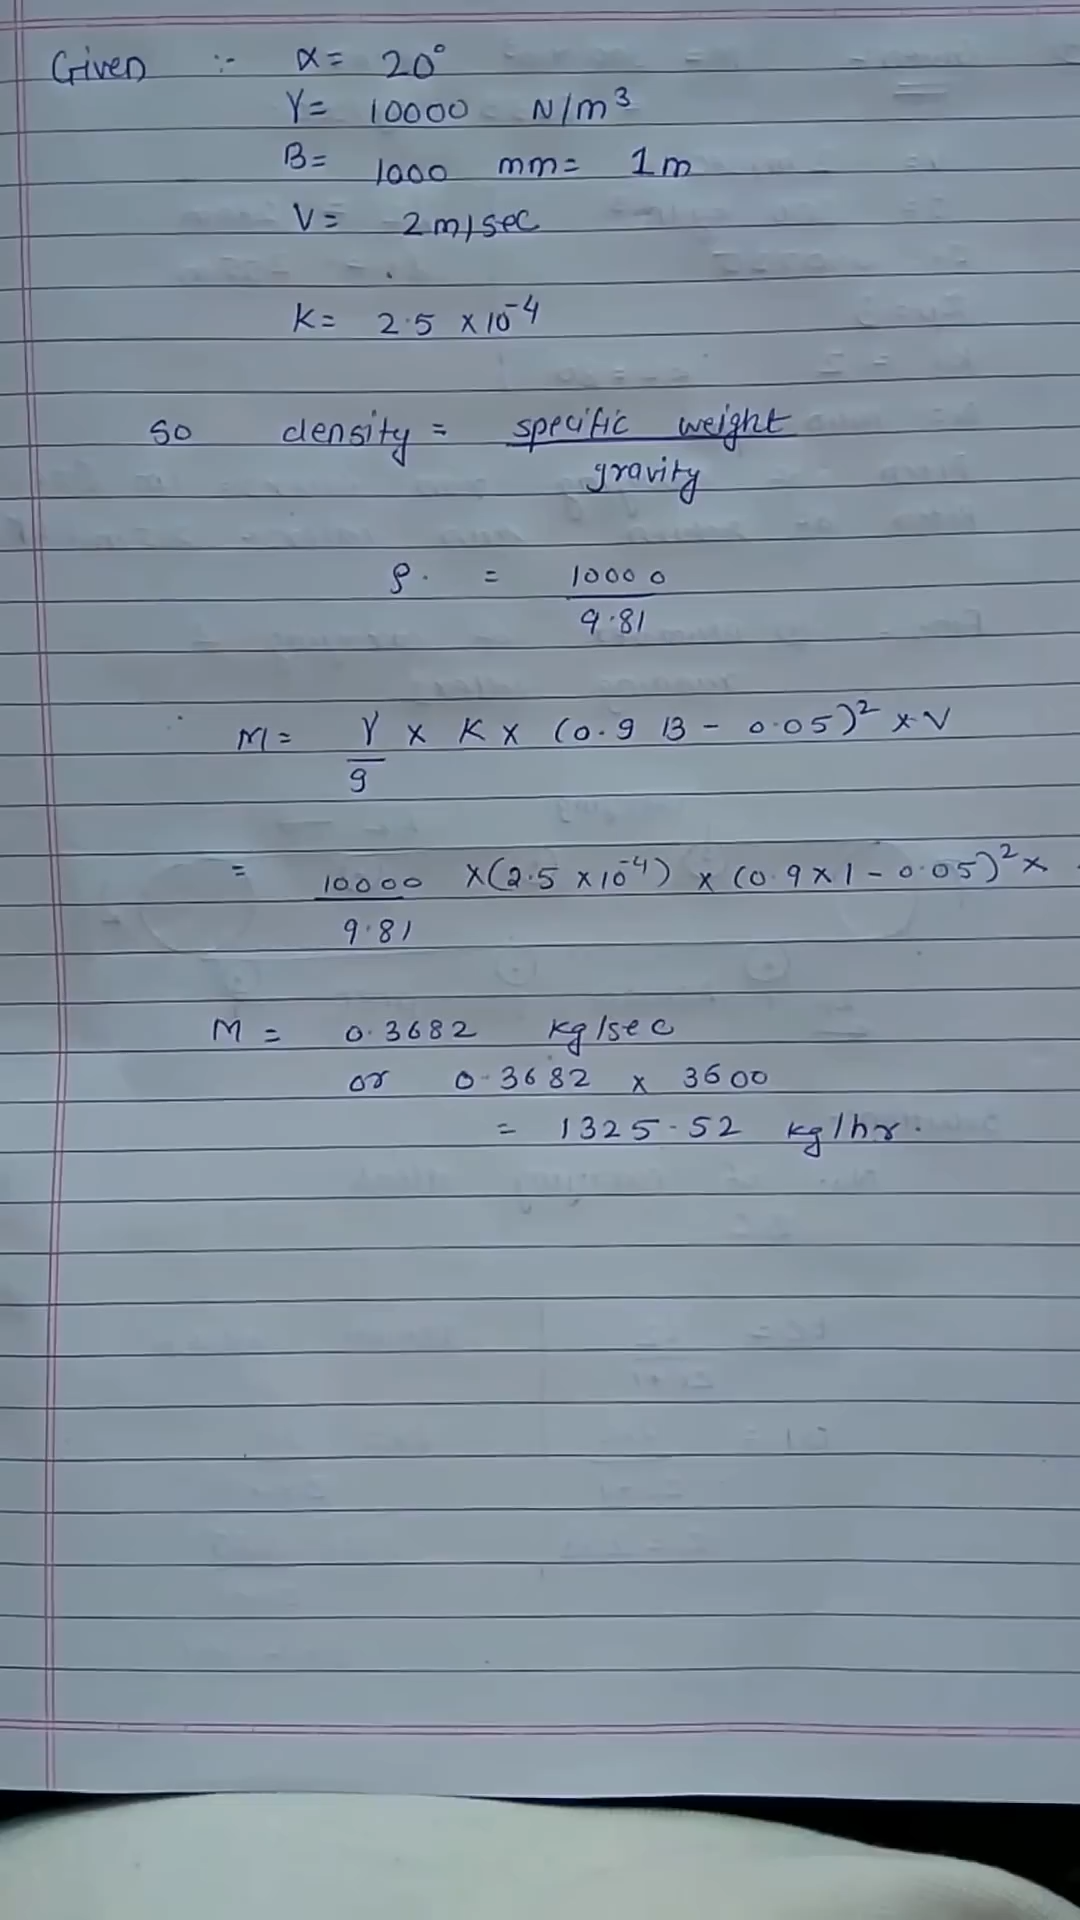 Given :- α = 20°
γ = 10000 N/m³
B = 1000 mm = 1m
V = 2 m/sec
K = 2.5 × 10⁻⁴
so density = specific weight
gravity
ρ. = 10000
9.81
M = γ × K × (0.9 B - 0.05)² × V
g
= 10000 × (2.5 × 10⁻⁴) × (0.9 × 1 - 0.05)² ×
9.81
M = 0.3682 kg/sec
or 0.3682 × 3600
= 1325.52 kg/hr.